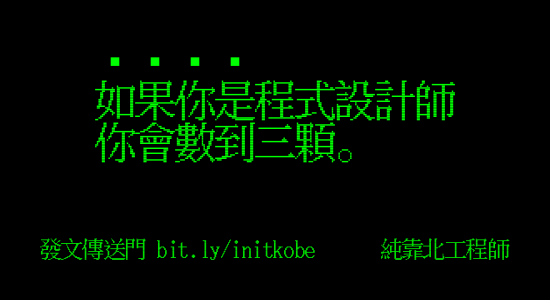 ....
如果你是程式設計師
你會數到三顆。
發文傳送門 bit.ly/initkobe 純靠北工程師